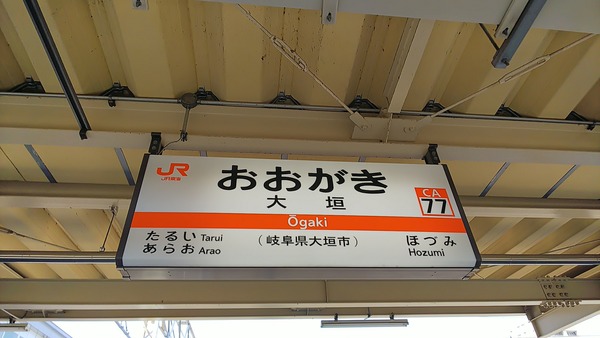 JR
JR東海
おおがき
大垣
CA
77
Ōgaki
たるい Tarui
あらお Arao
(岐阜県大垣市)
ほづみ
Hozumi